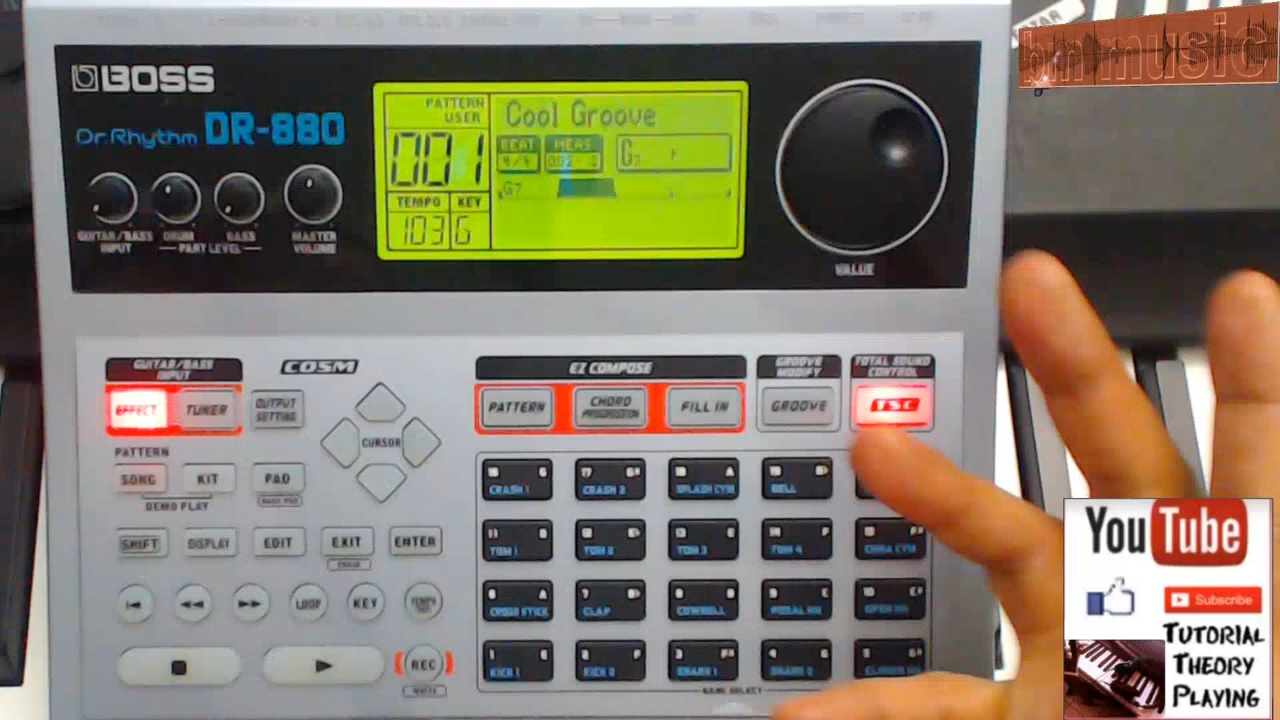 bmrmusic
BOSS
Dr.Rhythm DR-880
PATTERN
USER
001
TEMPO KEY
103 G
Cool Groove
BEAT MEAS
4/4
G7
G7
GUITAR/BASS
INPUT
DRUM
BASS
PART LEVEL
MASTER
VOLUME
VALUE
GUITAR/BASS
INPUT
COSM
EZ COMPOSE
GROOVE
MODIFY
TOTAL SOUND
CONTROL
EFFECT
TUNER
OUTPUT
SETTING
PATTERN
CHORD
PROGRESSION
FILL IN
GROOVE
TSC
CURSOR
PATTERN
SONG
KIT
PAD
DEMO PLAY
CRASH 1
CRASH 2
SPLASH CYM
BELL
SHIFT
DISPLAY
EDIT
EXIT
ENTER
TOM 1
TOM 2
TOM 3
TOM 4
CHINA CYM
LOOP
KEY
CROSS STICK
CLAP
COWBELL
PEDAL HH
OPEN HH
REC
KICK 1
KICK 2
SNARE 1
SNARE 2
CLOSED HH
BANK SELECT
YouTube
Subscribe
TUTORIAL
THEORY
PLAYING